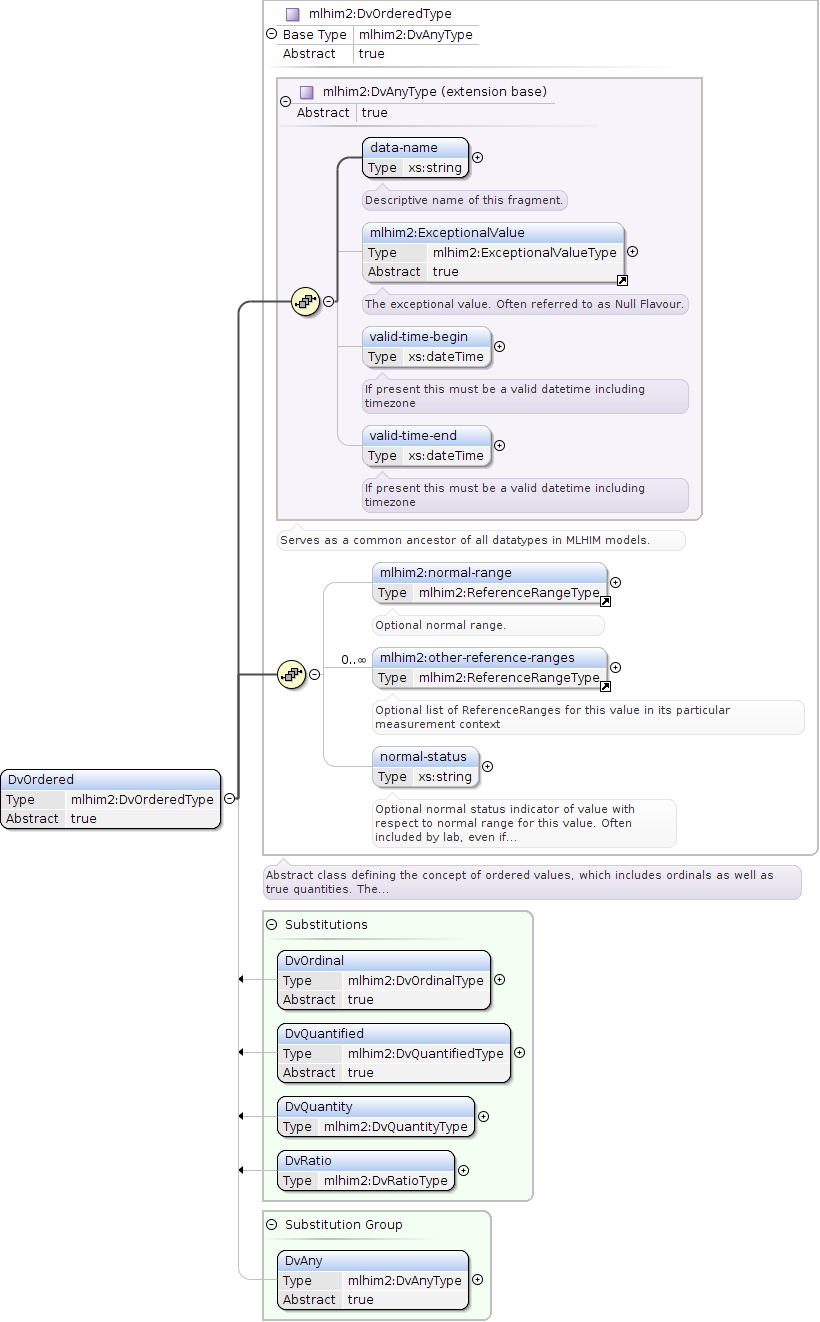 mlhim2:DvOrderedType
Base Type mlhim2:DvAnyType
Abstract true
mlhim2:DvAnyType (extension base)
Abstract true
data-name
Type xs:string
Descriptive name of this fragment.
mlhim2:ExceptionalValue
Type mlhim2:ExceptionalValueType
Abstract true
The exceptional value. Often referred to as Null Flavour.
valid-time-begin
Type xs:dateTime
If present this must be a valid datetime including
timezone
valid-time-end
Type xs:dateTime
If present this must be a valid datetime including
timezone
Serves as a common ancestor of all datatypes in MLHIM models.
mlhim2:normal-range
Type mlhim2:ReferenceRangeType
Optional normal range.
0..∞
mlhim2:other-reference-ranges
Type mlhim2:ReferenceRangeType
Optional list of ReferenceRanges for this value in its particular
measurement context
normal-status
Type xs:string
Optional normal status indicator of value with
respect to normal range for this value. Often
included by lab, even if...
DvOrdered
Type mlhim2:DvOrderedType
Abstract true
Abstract class defining the concept of ordered values, which includes ordinals as well as
true quantities. The...
Substitutions
DvOrdinal
Type mlhim2:DvOrdinalType
Abstract true
DvQuantified
Type mlhim2:DvQuantifiedType
Abstract true
DvQuantity
Type mlhim2:DvQuantityType
DvRatio
Type mlhim2:DvRatioType
Substitution Group
DvAny
Type mlhim2:DvAnyType
Abstract true